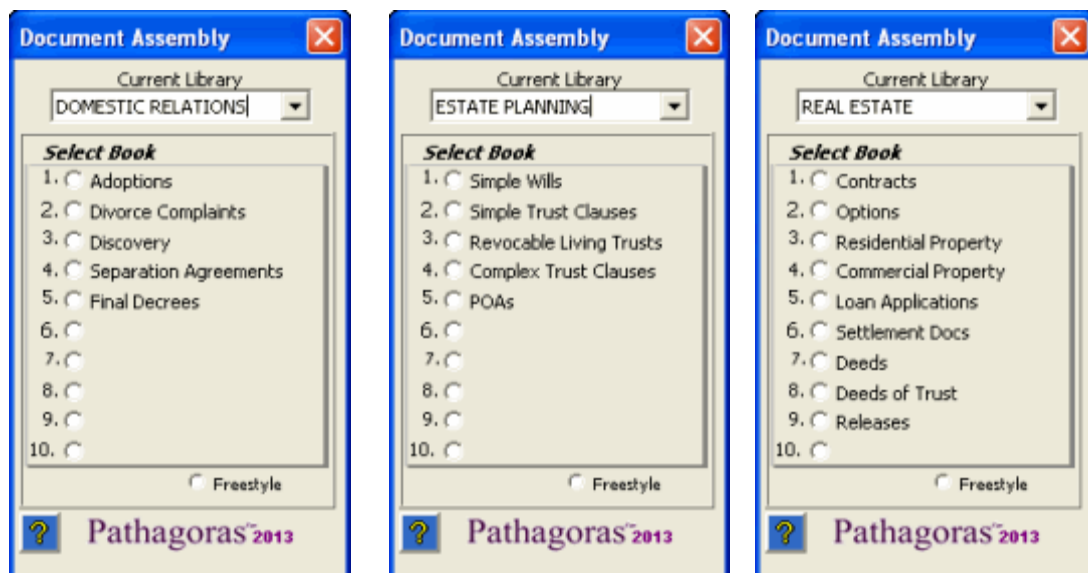 Document Assembly
Current Library
DOMESTIC RELATIONS
Select Book
1. Adoptions
2. Divorce Complaints
3. Discovery
4. Separation Agreements
5. Final Decrees
6.
7.
8.
9.
10.
Freestyle
? Pathagoras™ 2013
Document Assembly
Current Library
ESTATE PLANNING
Select Book
1. Simple Wills
2. Simple Trust Clauses
3. Revocable Living Trusts
4. Complex Trust Clauses
5. POAs
6.
7.
8.
9.
10.
Freestyle
? Pathagoras™ 2013
Document Assembly
Current Library
REAL ESTATE
Select Book
1. Contracts
2. Options
3. Residential Property
4. Commercial Property
5. Loan Applications
6. Settlement Docs
7. Deeds
8. Deeds of Trust
9. Releases
10.
Freestyle
? Pathagoras™ 2013